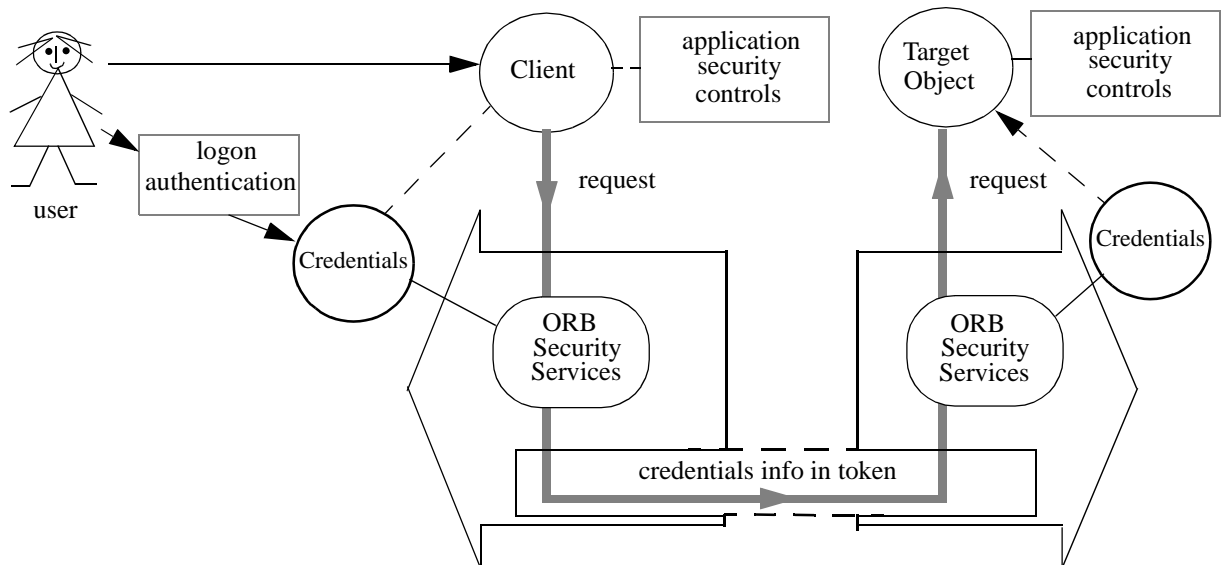 Client
application
security
controls
Target
Object
application
security
controls
logon
authentication
user
request
request
Credentials
Credentials
ORB
Security
Services
ORB
Security
Services
credentials info in token